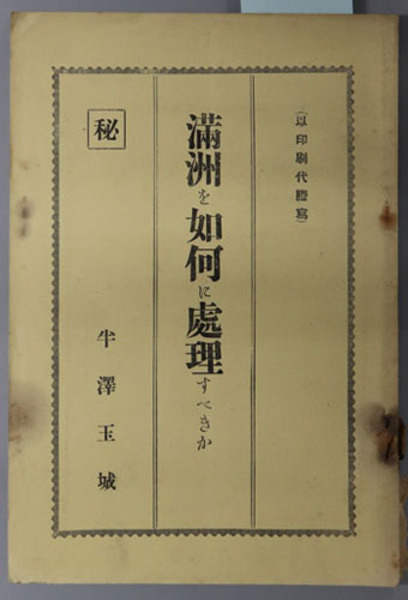 (以印刷代謄寫)
滿洲を如何に處理すべきか
秘
半澤玉城